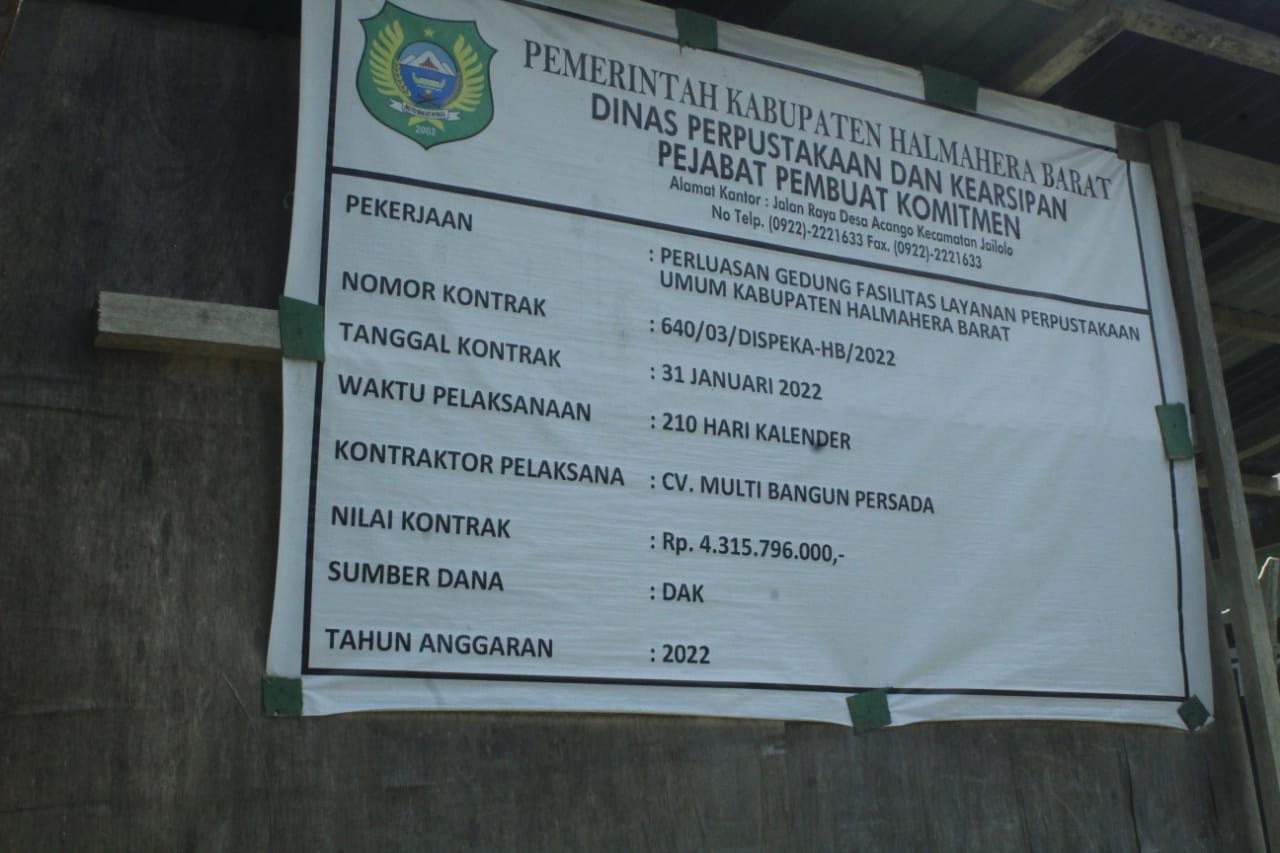 PEMERINTAH KABUPATEN HALMAHERA BARAT
DINAS PERPUSTAKAAN DAN KEARSIPAN
PEJABAT PEMBUAT KOMITMEN
Alamat Kantor : Jalan Raya Desa Acango Kecamatan Jailolo
No Telp. (0922)-2221633 Fax. (0922)-2221633
2003
PEKERJAAN : PERLUASAN GEDUNG FASILITAS LAYANAN PERPUSTAKAAN
UMUM KABUPATEN HALMAHERA BARAT
NOMOR KONTRAK : 640/03/DISPEKA-HB/2022
TANGGAL KONTRAK : 31 JANUARI 2022
WAKTU PELAKSANAAN : 210 HARI KALENDER
KONTRAKTOR PELAKSANA : CV. MULTI BANGUN PERSADA
NILAI KONTRAK : Rp. 4.315.796.000,-
SUMBER DANA : DAK
TAHUN ANGGARAN : 2022